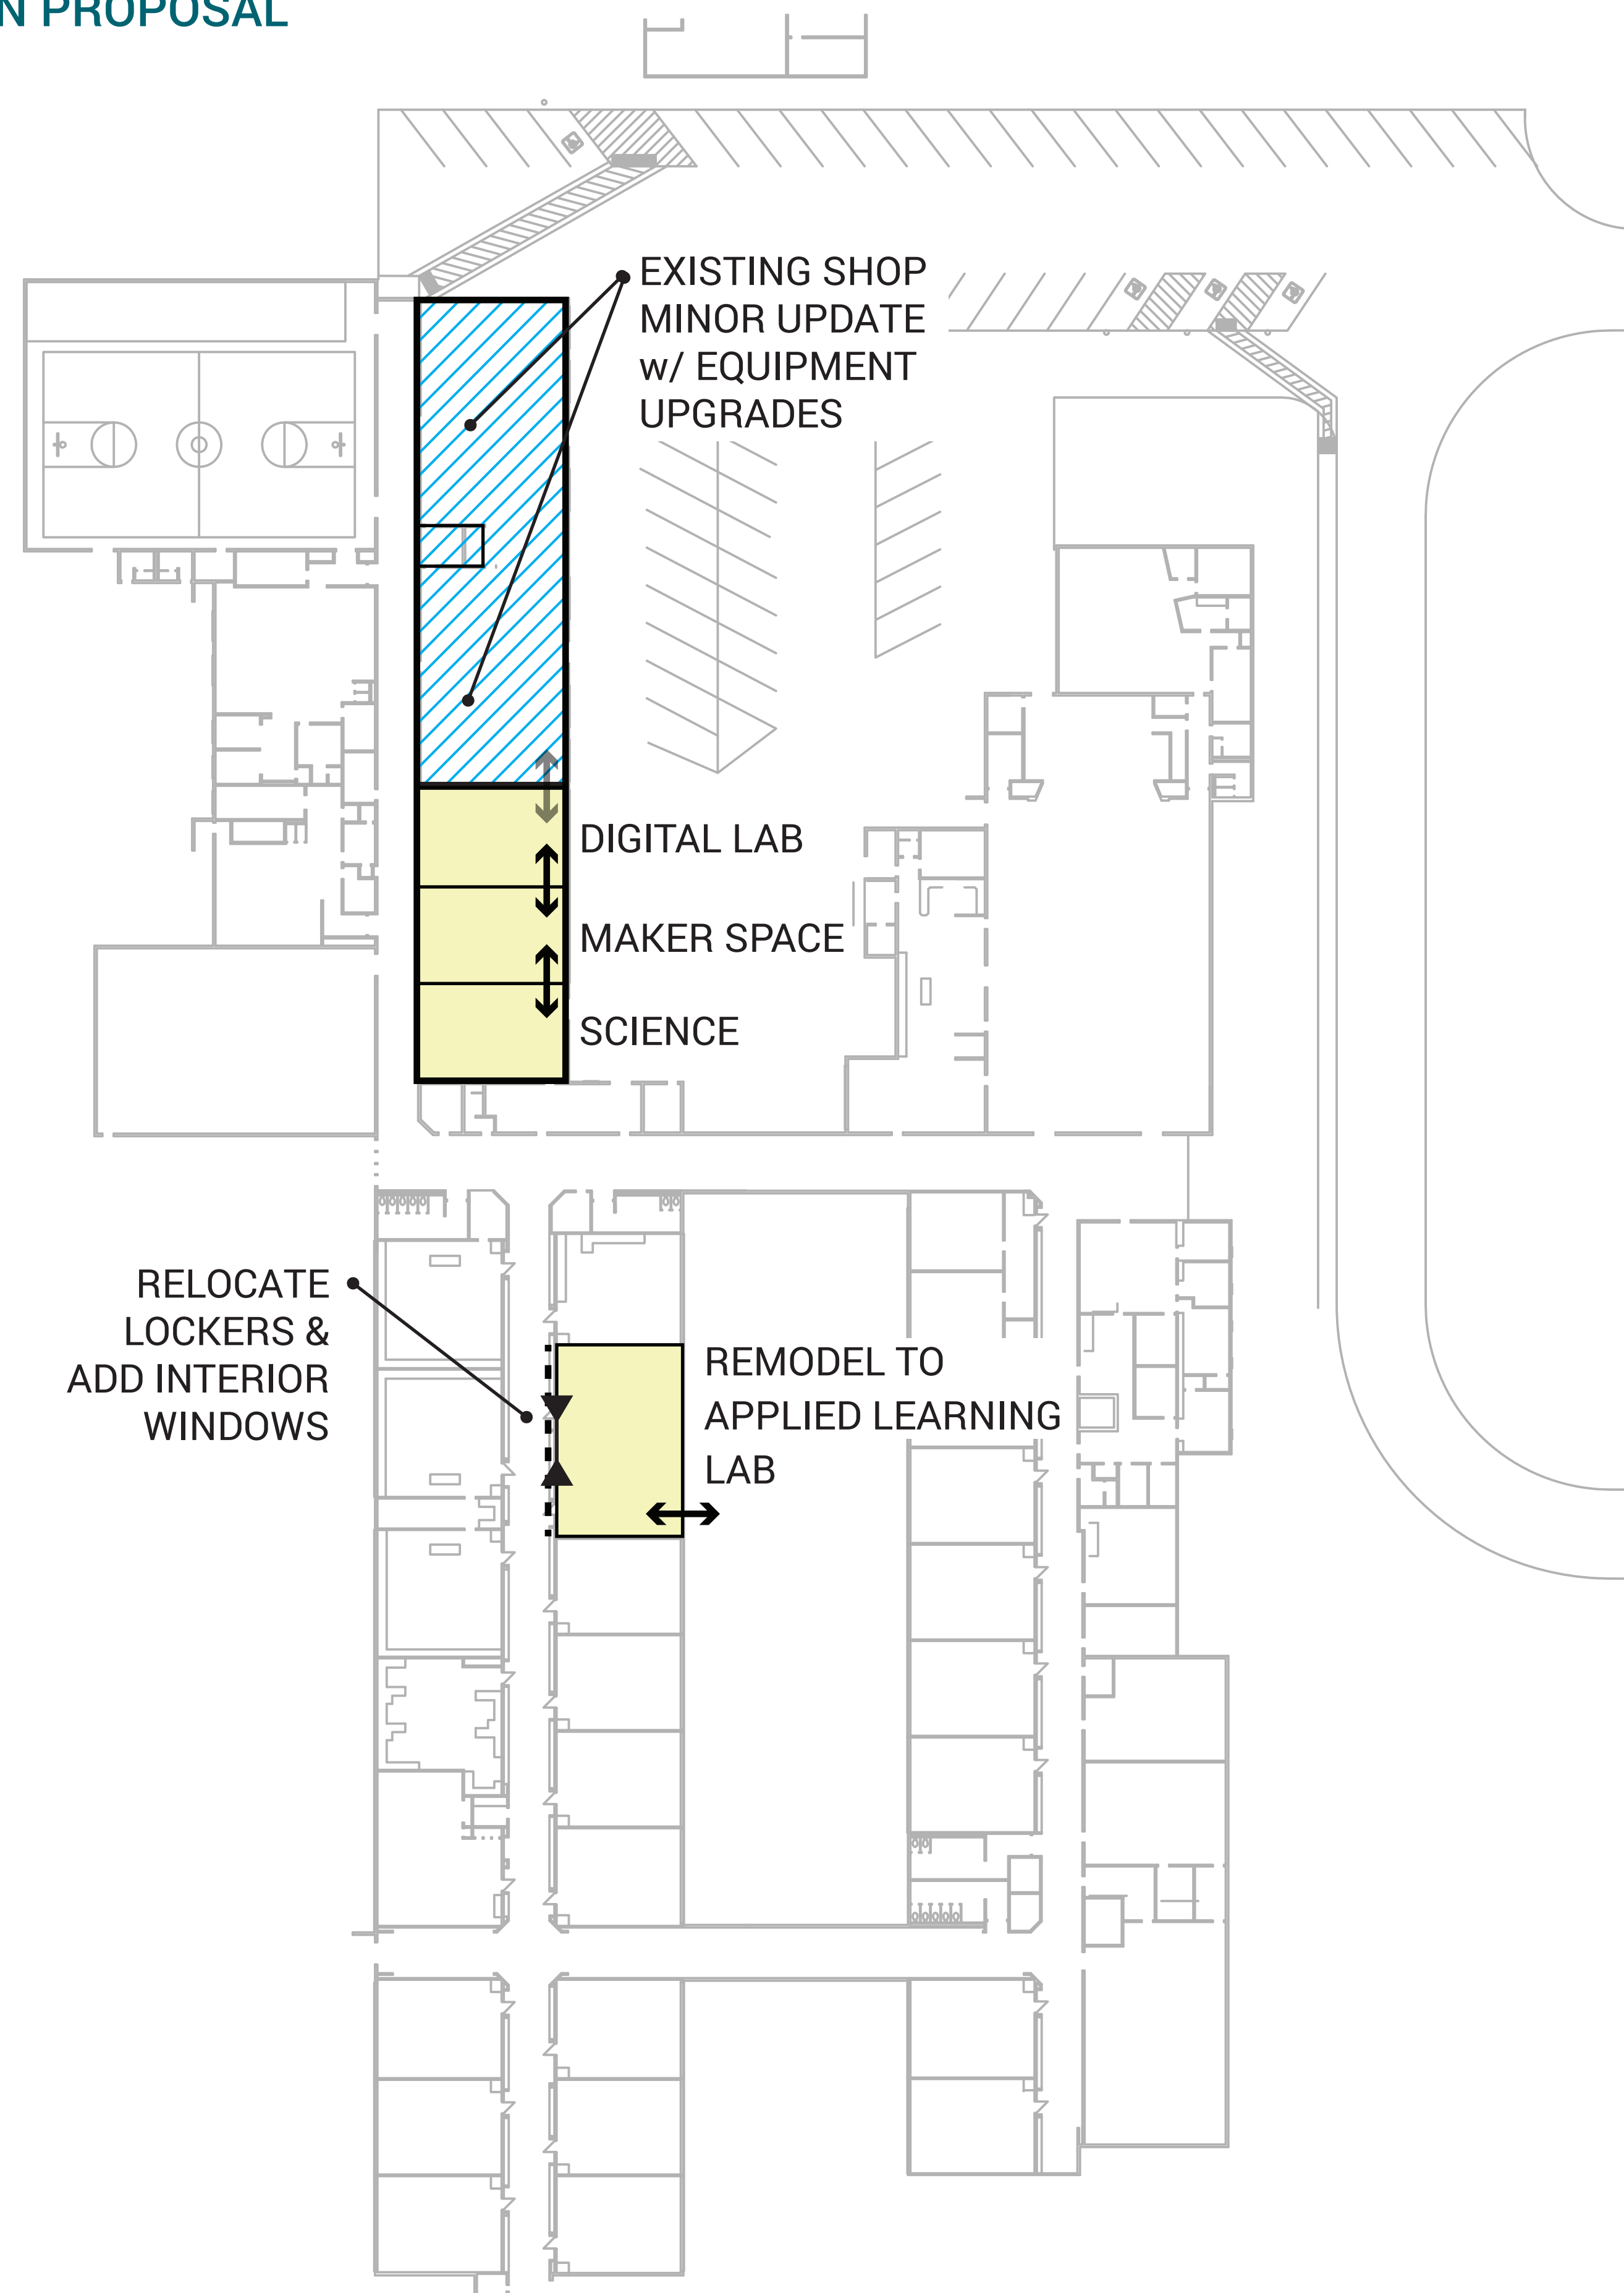 N PROPOSAL
EXISTING SHOP
MINOR UPDATE
w/ EQUIPMENT
UPGRADES
DIGITAL LAB
MAKER SPACE
SCIENCE
RELOCATE
LOCKERS &
ADD INTERIOR
WINDOWS
REMODEL TO
APPLIED LEARNING
LAB